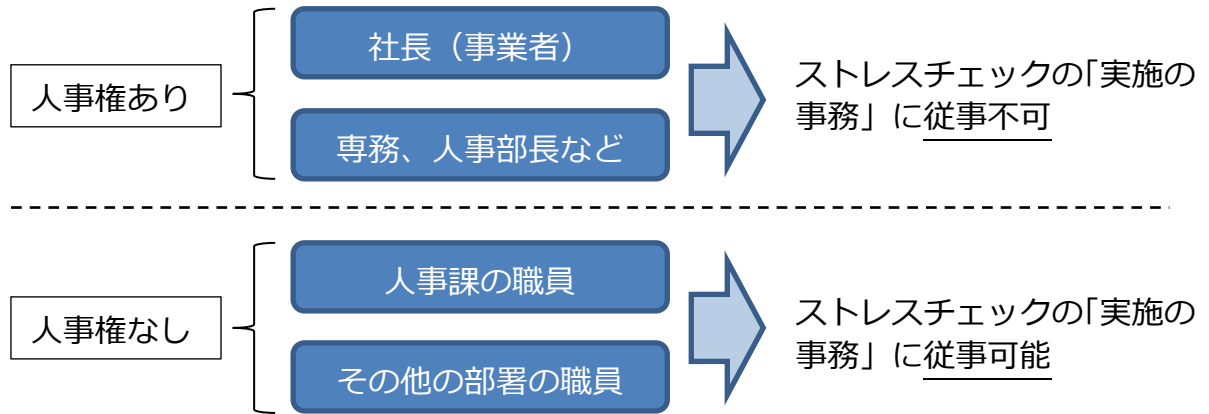 人事権あり
社長（事業者）
専務、人事部長など
ストレスチェックの「実施の
事務」に従事不可
人事権なし
人事課の職員
その他の部署の職員
ストレスチェックの「実施の
事務」に従事可能